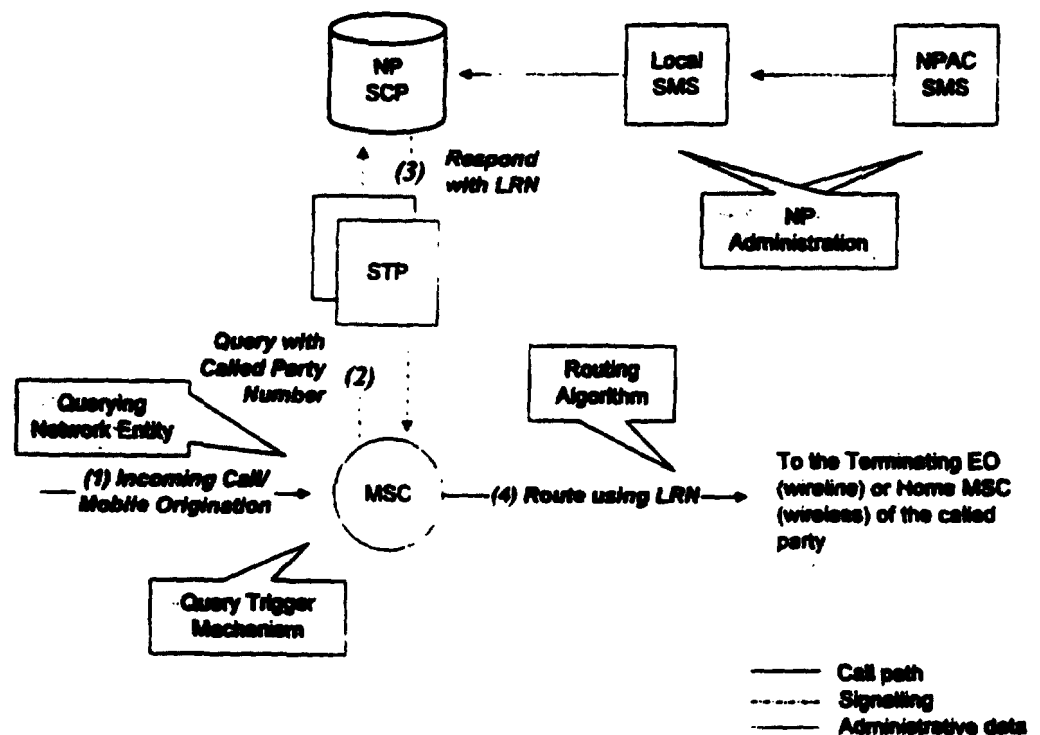 NP
SCP
Local
SMS
NPAC
SMS
(3)
Respond
with LRN
NP
Administration
STP
Query with
Called Party
Number
(2)
Routing
Algorithm
Querying
Network Entity
(1) Incoming Call/
Mobile Origination
MSC
(4) Route using LRN
To the Terminating EO
(wireline) or Home MSC
(wireless) of the called
party
Query Trigger
Mechanism
Call path
Signalling
Administrative data